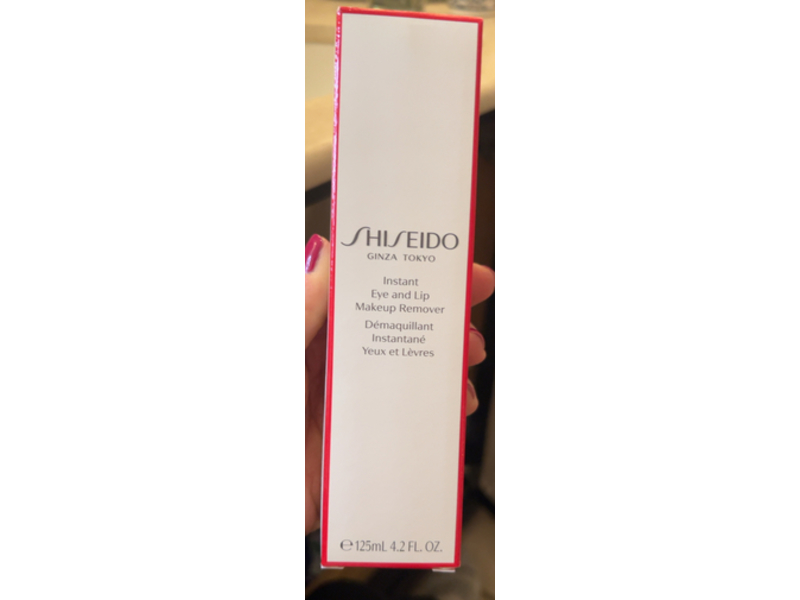 SHISEIDO
GINZA TOKYO
Instant
Eye and Lip
Makeup Remover
Démaquillant
Instantané
Yeux et Lèvres
℮125mL 4.2 FL. OZ.